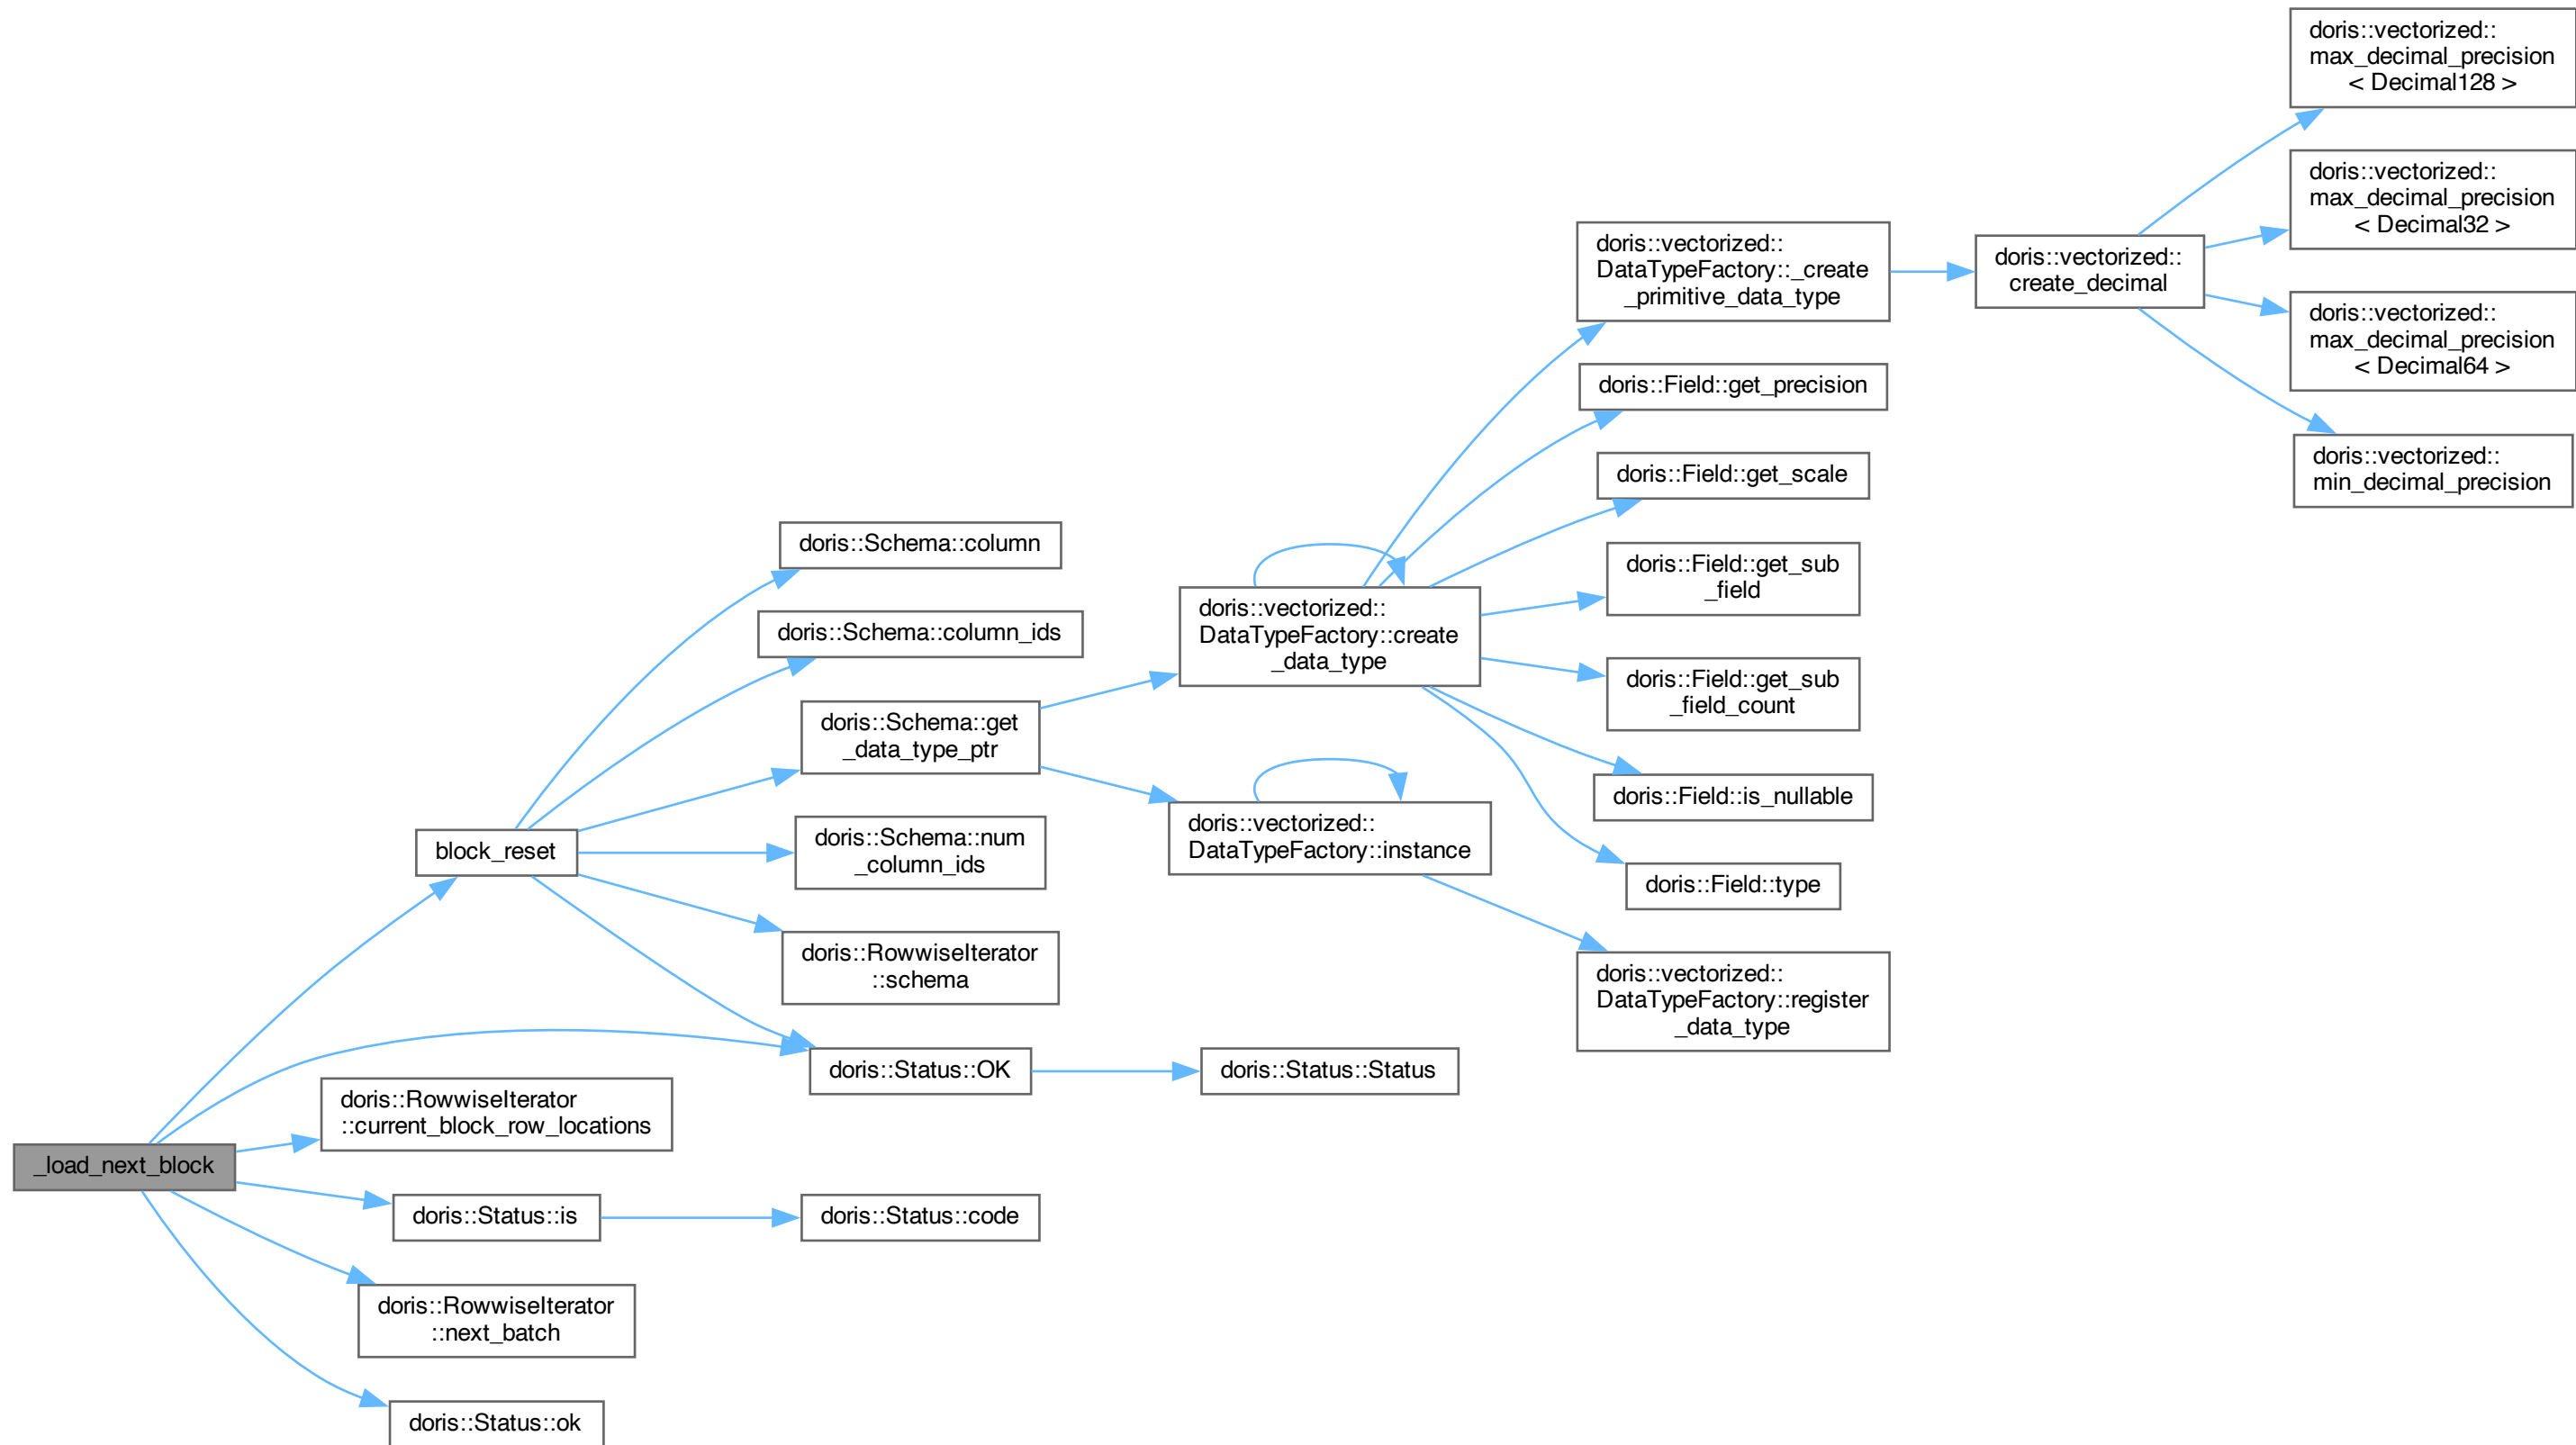 _load_next_block
block_reset
doris::RowwiseIterator
::current_block_row_locations
doris::Status::is
doris::RowwiseIterator
::next_batch
doris::Status::ok
doris::Schema::column
doris::Schema::column_ids
doris::Schema::get
_data_type_ptr
doris::Schema::num
_column_ids
doris::RowwiseIterator
::schema
doris::Status::OK
doris::Status::code
doris::vectorized::
DataTypeFactory::create
_data_type
doris::vectorized::
DataTypeFactory::instance
doris::Status::Status
doris::vectorized::
DataTypeFactory::_create
_primitive_data_type
doris::Field::get_precision
doris::Field::get_scale
doris::Field::get_sub
_field
doris::Field::get_sub
_field_count
doris::Field::is_nullable
doris::Field::type
doris::vectorized::
DataTypeFactory::register
_data_type
doris::vectorized::
create_decimal
doris::vectorized::
max_decimal_precision
< Decimal128 >
doris::vectorized::
max_decimal_precision
< Decimal32 >
doris::vectorized::
max_decimal_precision
< Decimal64 >
doris::vectorized::
min_decimal_precision